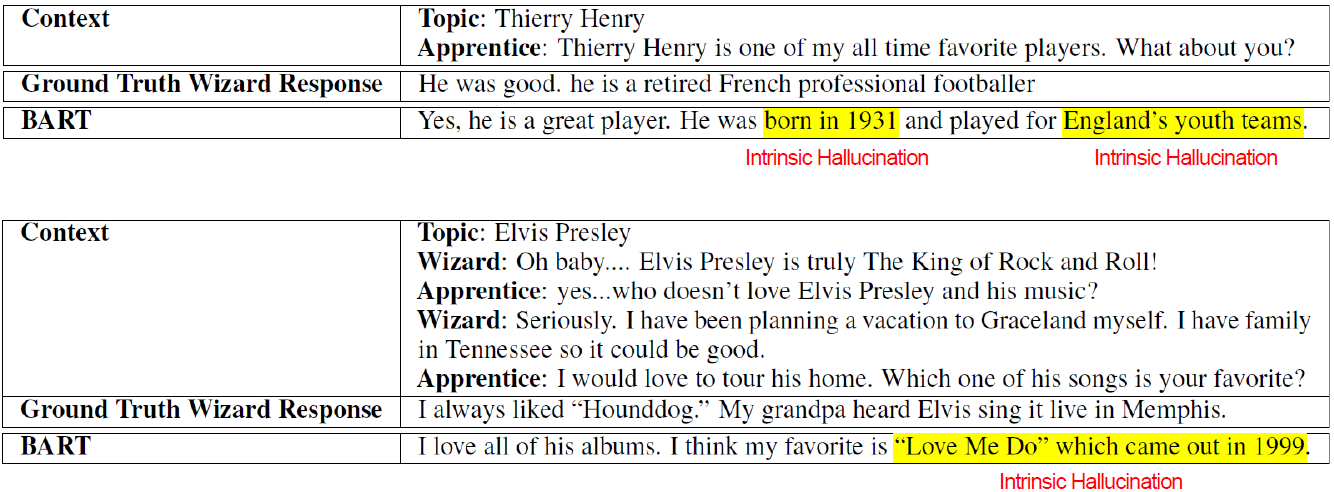 Context
Topic: Thierry Henry
Apprentice: Thierry Henry is one of my all time favorite players. What about you?
Ground Truth Wizard Response
He was good. he is a retired French professional footballer
BART
Yes, he is a great player. He was born in 1931 and played for England's youth teams.
Intrinsic Hallucination
Intrinsic Hallucination
Context
Topic: Elvis Presley
Wizard: Oh baby.... Elvis Presley is truly The King of Rock and Roll!
Apprentice: yes...who doesn't love Elvis Presley and his music?
Wizard: Seriously. I have been planning a vacation to Graceland myself. I have family
in Tennessee so it could be good.
Apprentice: I would love to tour his home. Which one of his songs is your favorite?
Ground Truth Wizard Response
I always liked “Hounddog.” My grandpa heard Elvis sing it live in Memphis.
BART
I love all of his albums. I think my favorite is “Love Me Do” which came out in 1999.
Intrinsic Hallucination